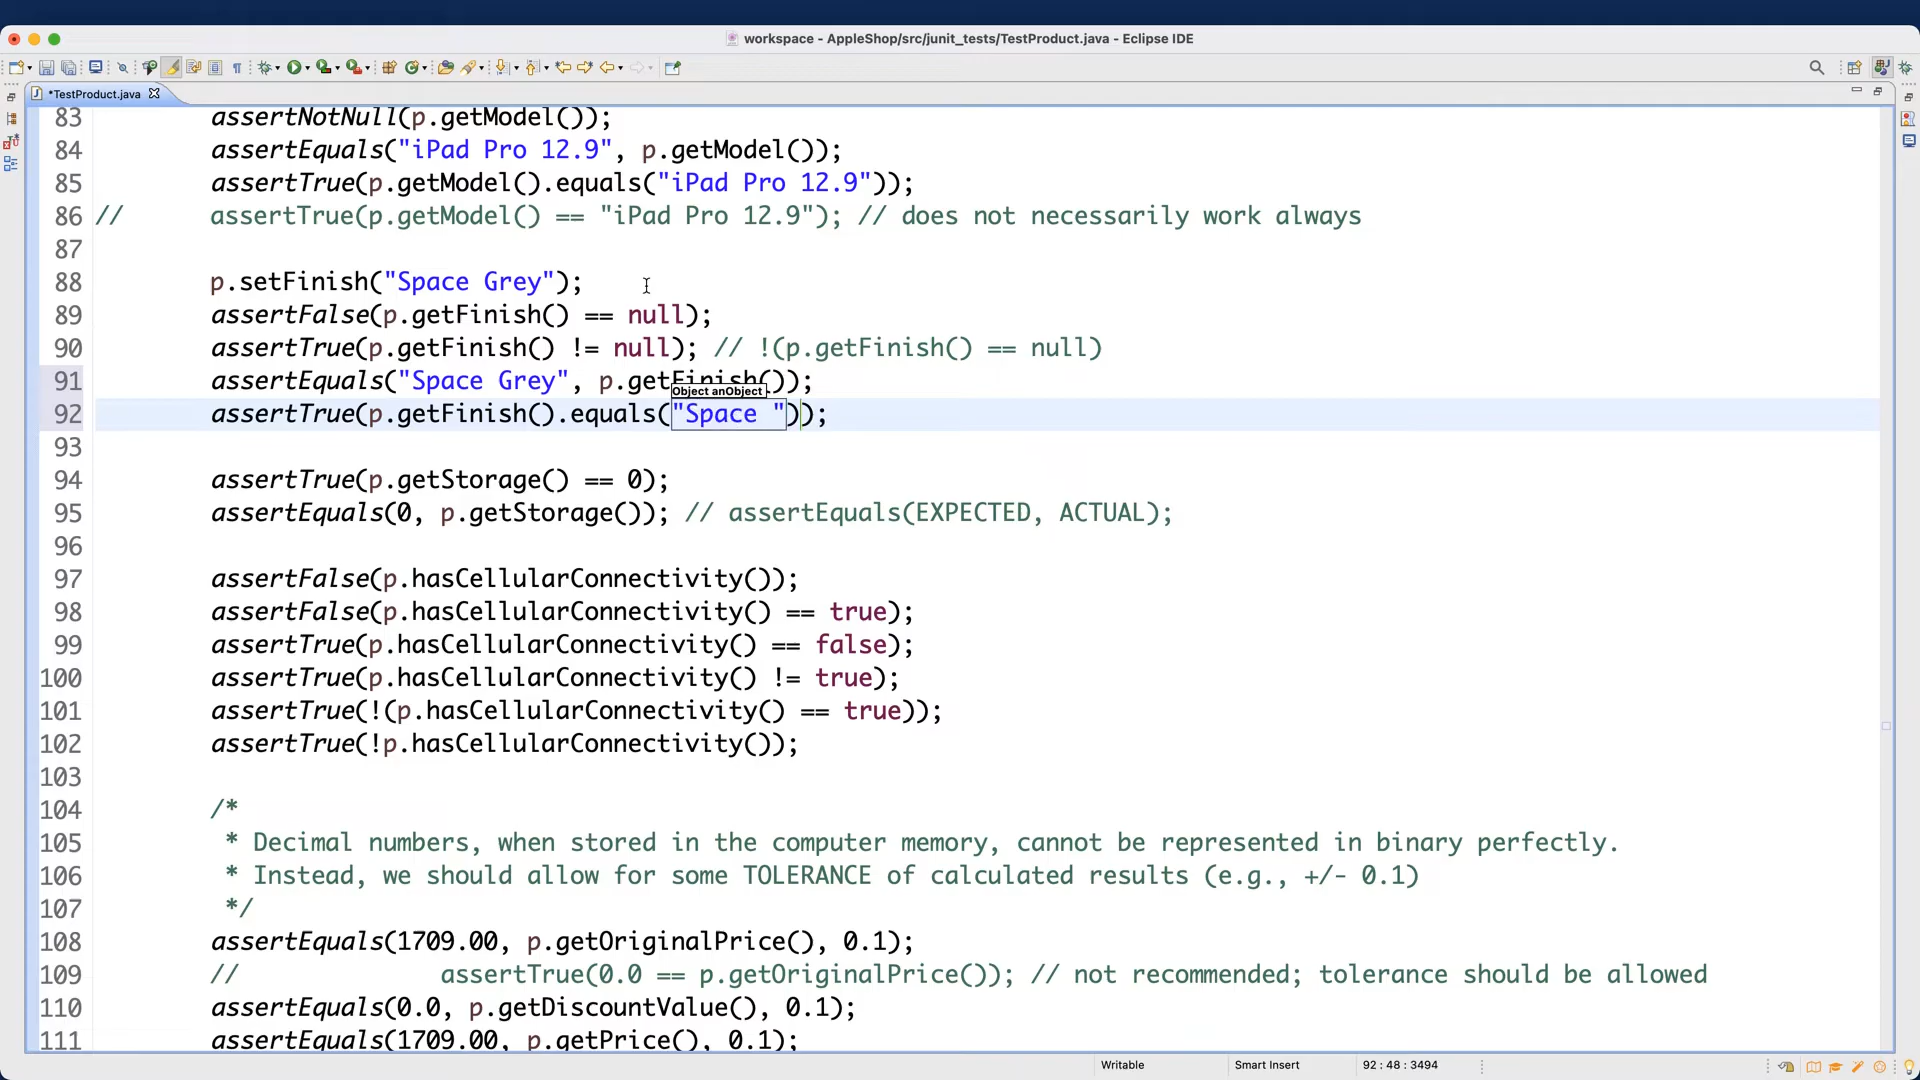 workspace - AppleShop/src/junit_tests/TestProduct.java - Eclipse IDE
*TestProduct.java
83 assertNotNull(p.getModel());
84 assertEquals("iPad Pro 12.9", p.getModel());
85 assertTrue(p.getModel().equals("iPad Pro 12.9"));
86 // assertTrue(p.getModel() == "iPad Pro 12.9"); // does not necessarily work always
87
88 p.setFinish("Space Grey");
89 assertFalse(p.getFinish() == null);
90 assertTrue(p.getFinish() != null); // !(p.getFinish() == null)
91 assertEquals("Space Grey", p.getFinish());
Object anObject
92 assertTrue(p.getFinish().equals("Space "));
93
94 assertTrue(p.getStorage() == 0);
95 assertEquals(0, p.getStorage()); // assertEquals(EXPECTED, ACTUAL);
96
97 assertFalse(p.hasCellularConnectivity());
98 assertFalse(p.hasCellularConnectivity() == true);
99 assertTrue(p.hasCellularConnectivity() == false);
100 assertTrue(p.hasCellularConnectivity() != true);
101 assertTrue(!(p.hasCellularConnectivity() == true));
102 assertTrue(!p.hasCellularConnectivity());
103
104 /*
105 * Decimal numbers, when stored in the computer memory, cannot be represented in binary perfectly.
106 * Instead, we should allow for some TOLERANCE of calculated results (e.g., +/- 0.1)
107 */
108 assertEquals(1709.00, p.getOriginalPrice(), 0.1);
109 // assertTrue(0.0 == p.getOriginalPrice()); // not recommended; tolerance should be allowed
110 assertEquals(0.0, p.getDiscountValue(), 0.1);
111 assertEquals(1709.00, p.getPrice(), 0.1);
Writable Smart Insert 92 : 48 : 3494